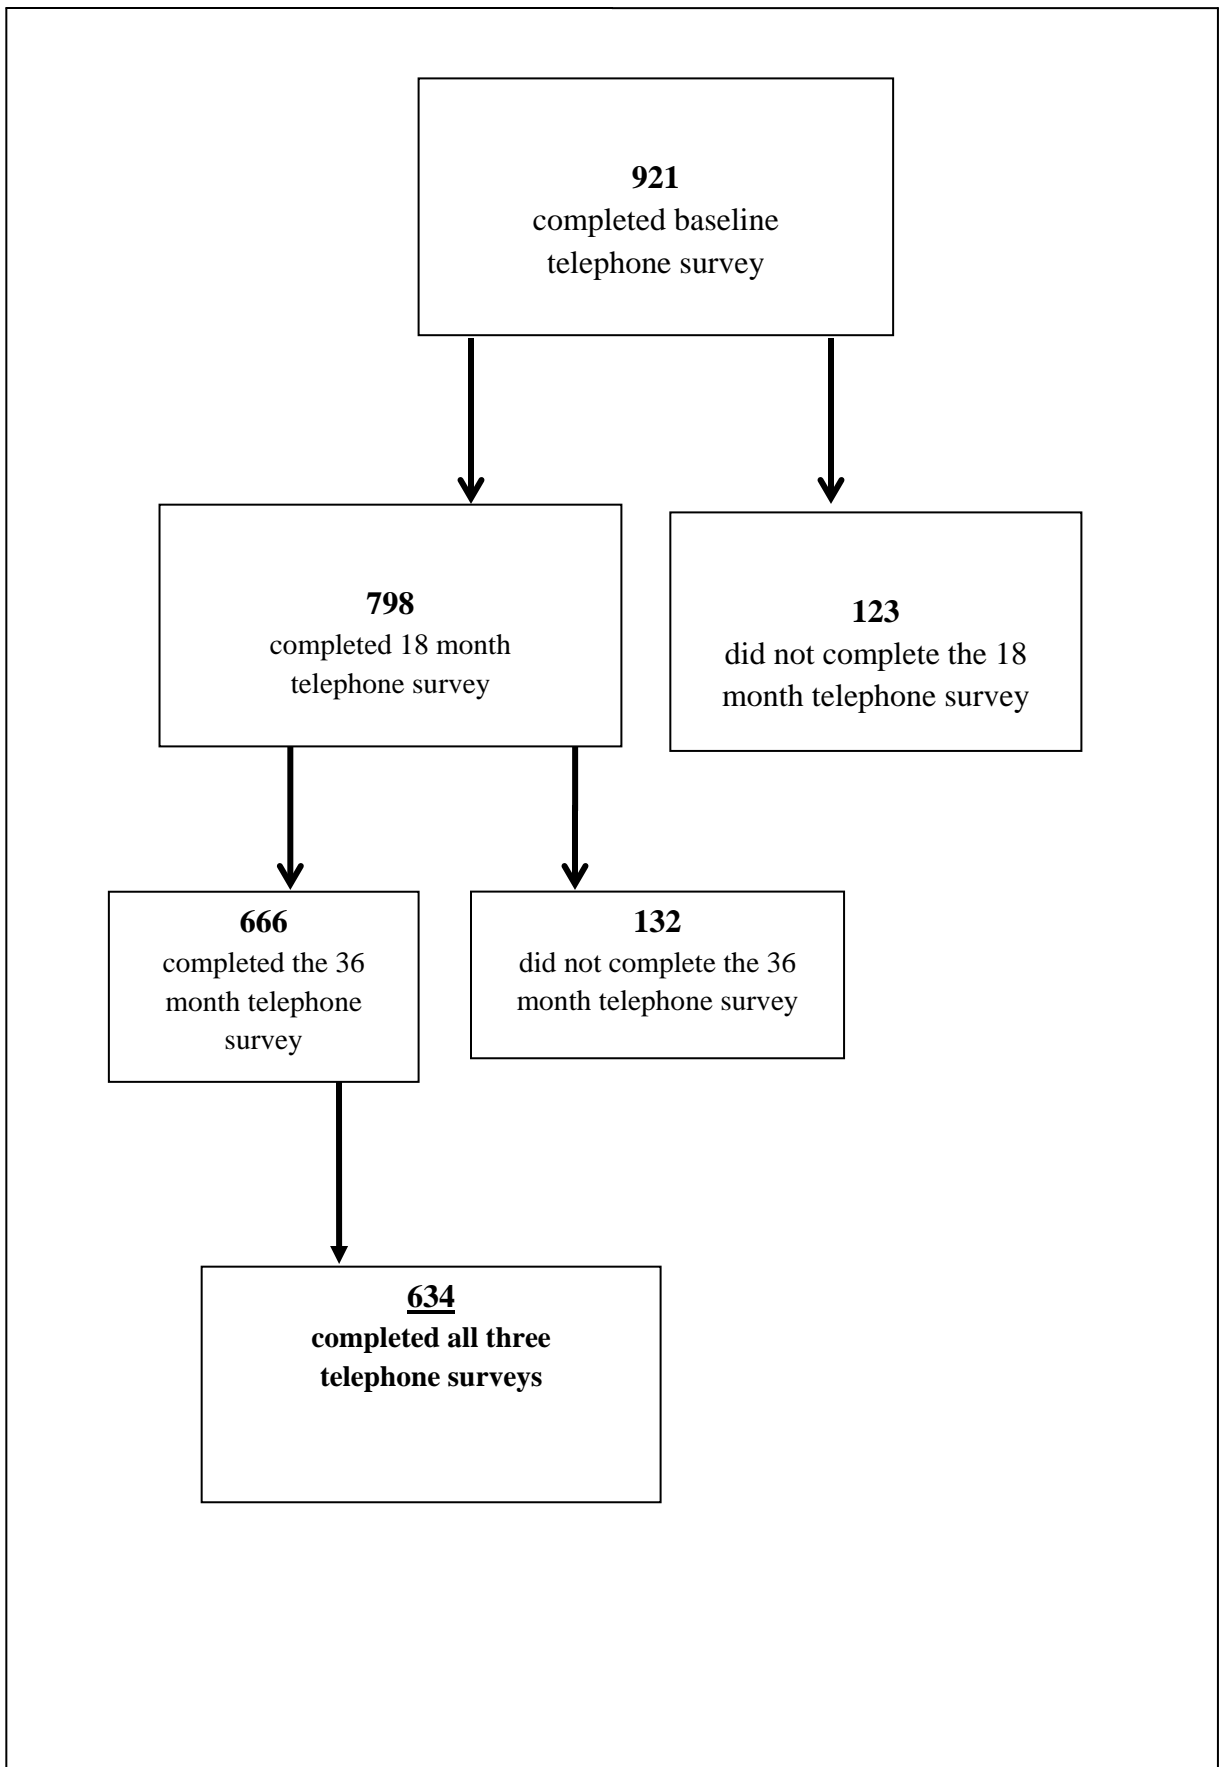 921
completed baseline
telephone survey
798
completed 18 month
telephone survey
123
did not complete the 18
month telephone survey
666
completed the 36
month telephone
survey
132
did not complete the 36
month telephone survey
634
completed all three
telephone surveys